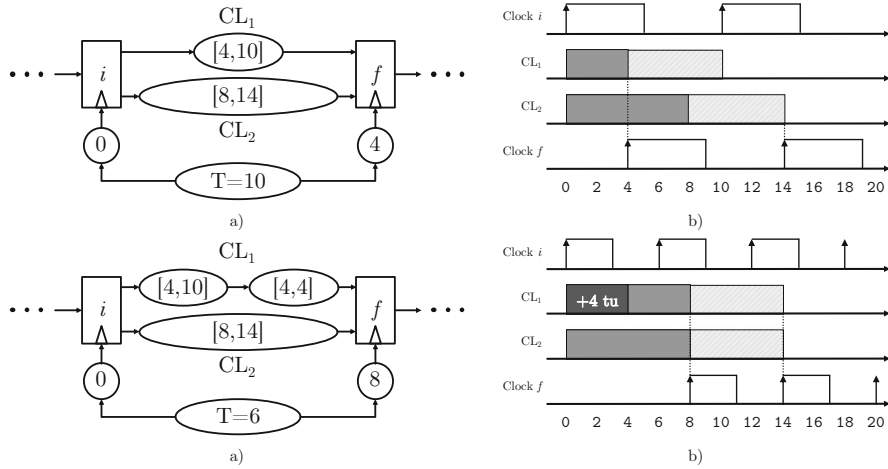 CL₁
[4,10]
• • •
i
f
• • •
[8,14]
CL₂
0
4
T=10
a)
Clock i
CL₁
CL₂
Clock f
0 2 4 6 8 10 12 14 16 18 20
b)
CL₁
[4,10]
[4,4]
• • •
i
f
• • •
[8,14]
CL₂
0
8
T=6
a)
Clock i
CL₁
+4 tu
CL₂
Clock f
0 2 4 6 8 10 12 14 16 18 20
b)